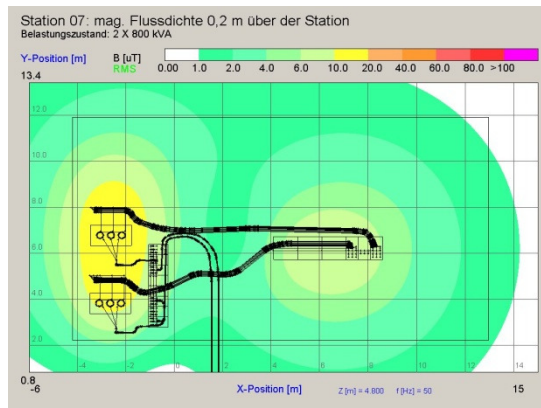 Station 07: mag. Flussdichte 0,2 m über der Station
Belastungszustand: 2 X 800 kVA
Y-Position [m]
B [uT]
RMS
0.00 1.0 2.0 4.0 6.0 10.0 20.0 40.0 60.0 80.0 >100
13.4
12.0
10.0
8.0
6.0
4.0
2.0
0.8
-6
-4 -2 0 2 4 6 8 10 12 14
X-Position [m]
Z [m] = 4.800 f [Hz] = 50
15